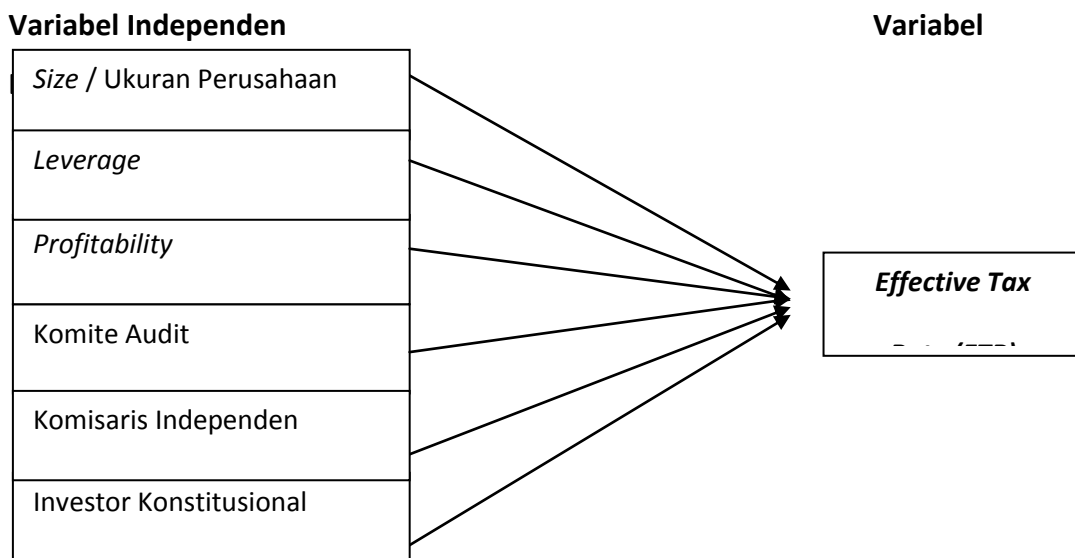 Variabel Independen
Variabel
Size / Ukuran Perusahaan
Leverage
Profitability
Komite Audit
Komisaris Independen
Investor Konstitusional
Effective Tax